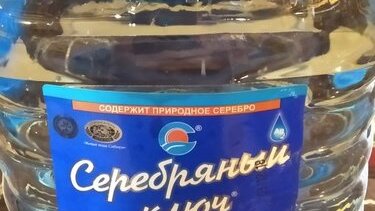 СОДЕРЖИТ ПРИРОДНОЕ СЕРЕБРО
®
Серебряный
ключ®